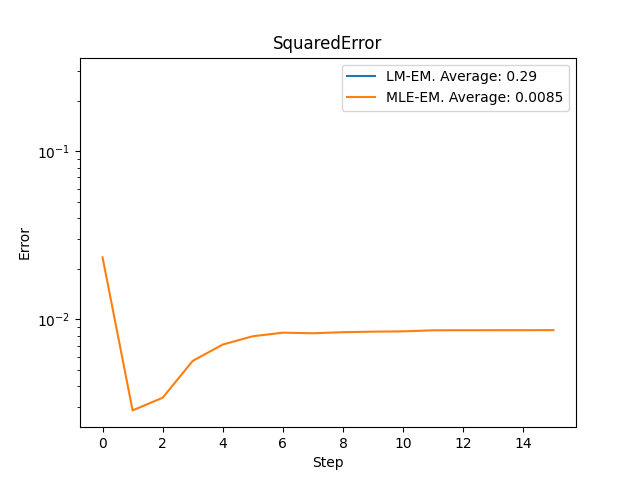 SquaredError
LM-EM. Average: 0.29
MLE-EM. Average: 0.0085
10⁻¹
10⁻²
Error
0 2 4 6 8 10 12 14
Step